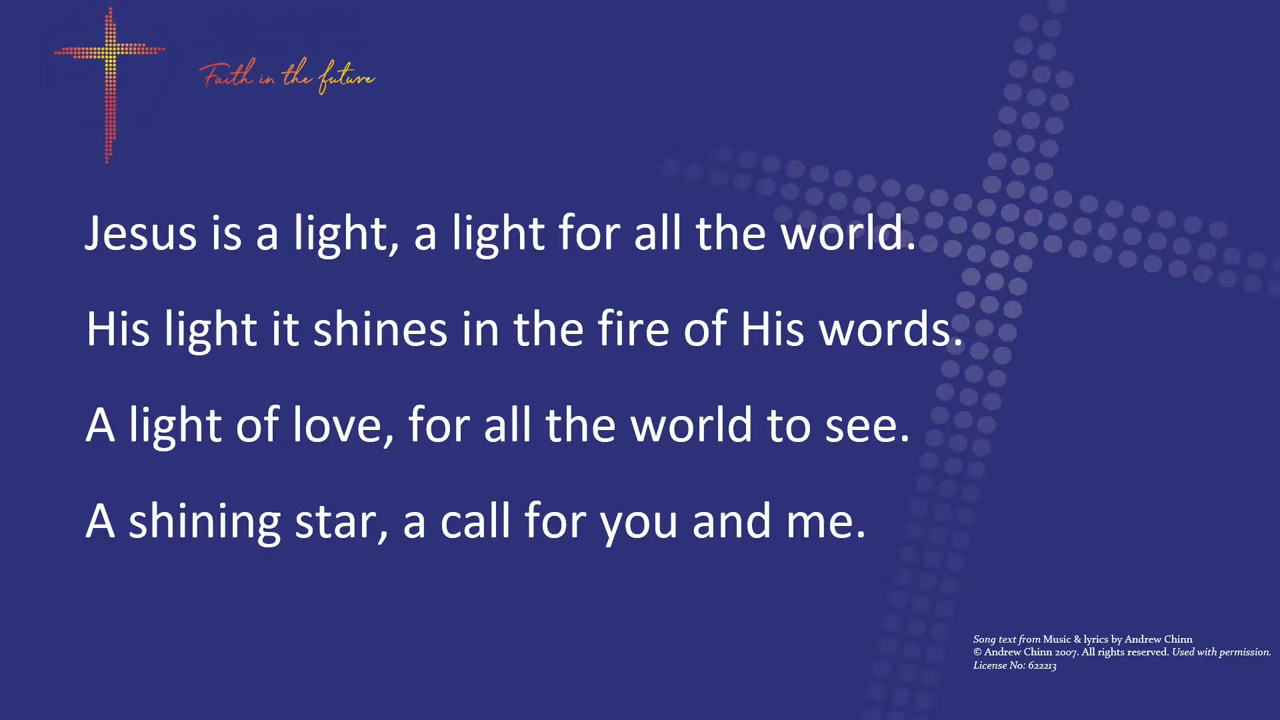 Faith in the future
Jesus is a light, a light for all the world.
His light it shines in the fire of His words.
A light of love, for all the world to see.
A shining star, a call for you and me.
Song text from Music & lyrics by Andrew Chinn
© Andrew Chinn 2007. All rights reserved. Used with permission.
License No: 622213